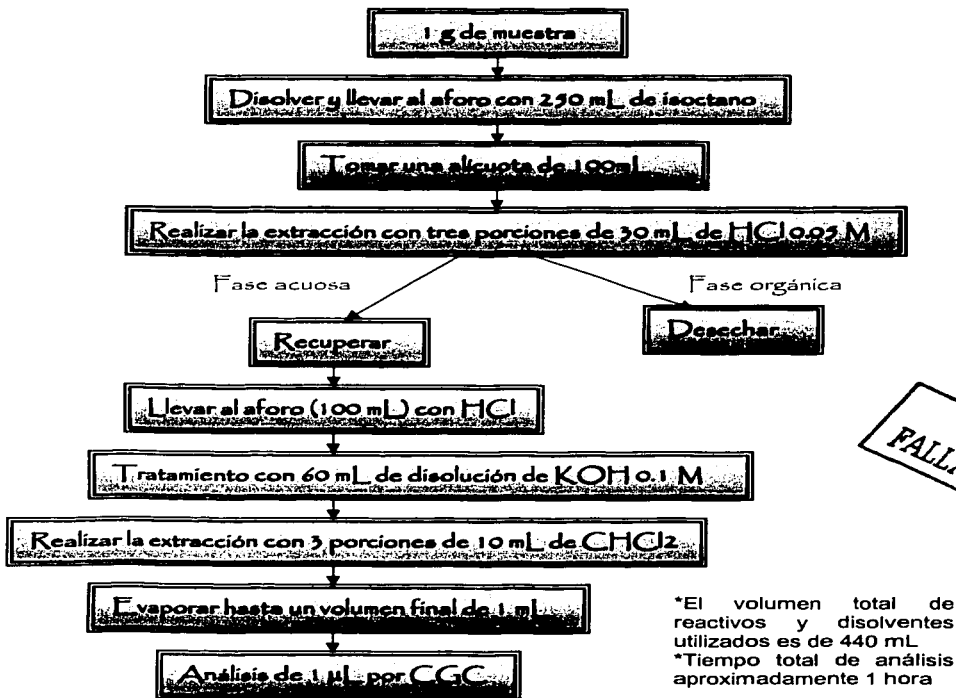 1 g de muestra
Disolver y llevar al aforo con 250 mL de isoctano
Tomar una alícuota de 100ml
Realizar la extracción con tres porciones de 30 mL de HCl 0.05 M
Fase acuosa
Fase orgánica
Recuperar
Desechar
Llevar al aforo (100 mL) con HCl
Tratamiento con 60 mL de disolución de KOH 0.1 M
Realizar la extracción con 3 porciones de 10 mL de CHCl2
Evaporar hasta un volumen final de 1 mL
Análisis de 1 µL por CGC
*El volumen total de
reactivos y disolventes
utilizados es de 440 mL
*Tiempo total de análisis
aproximadamente 1 hora